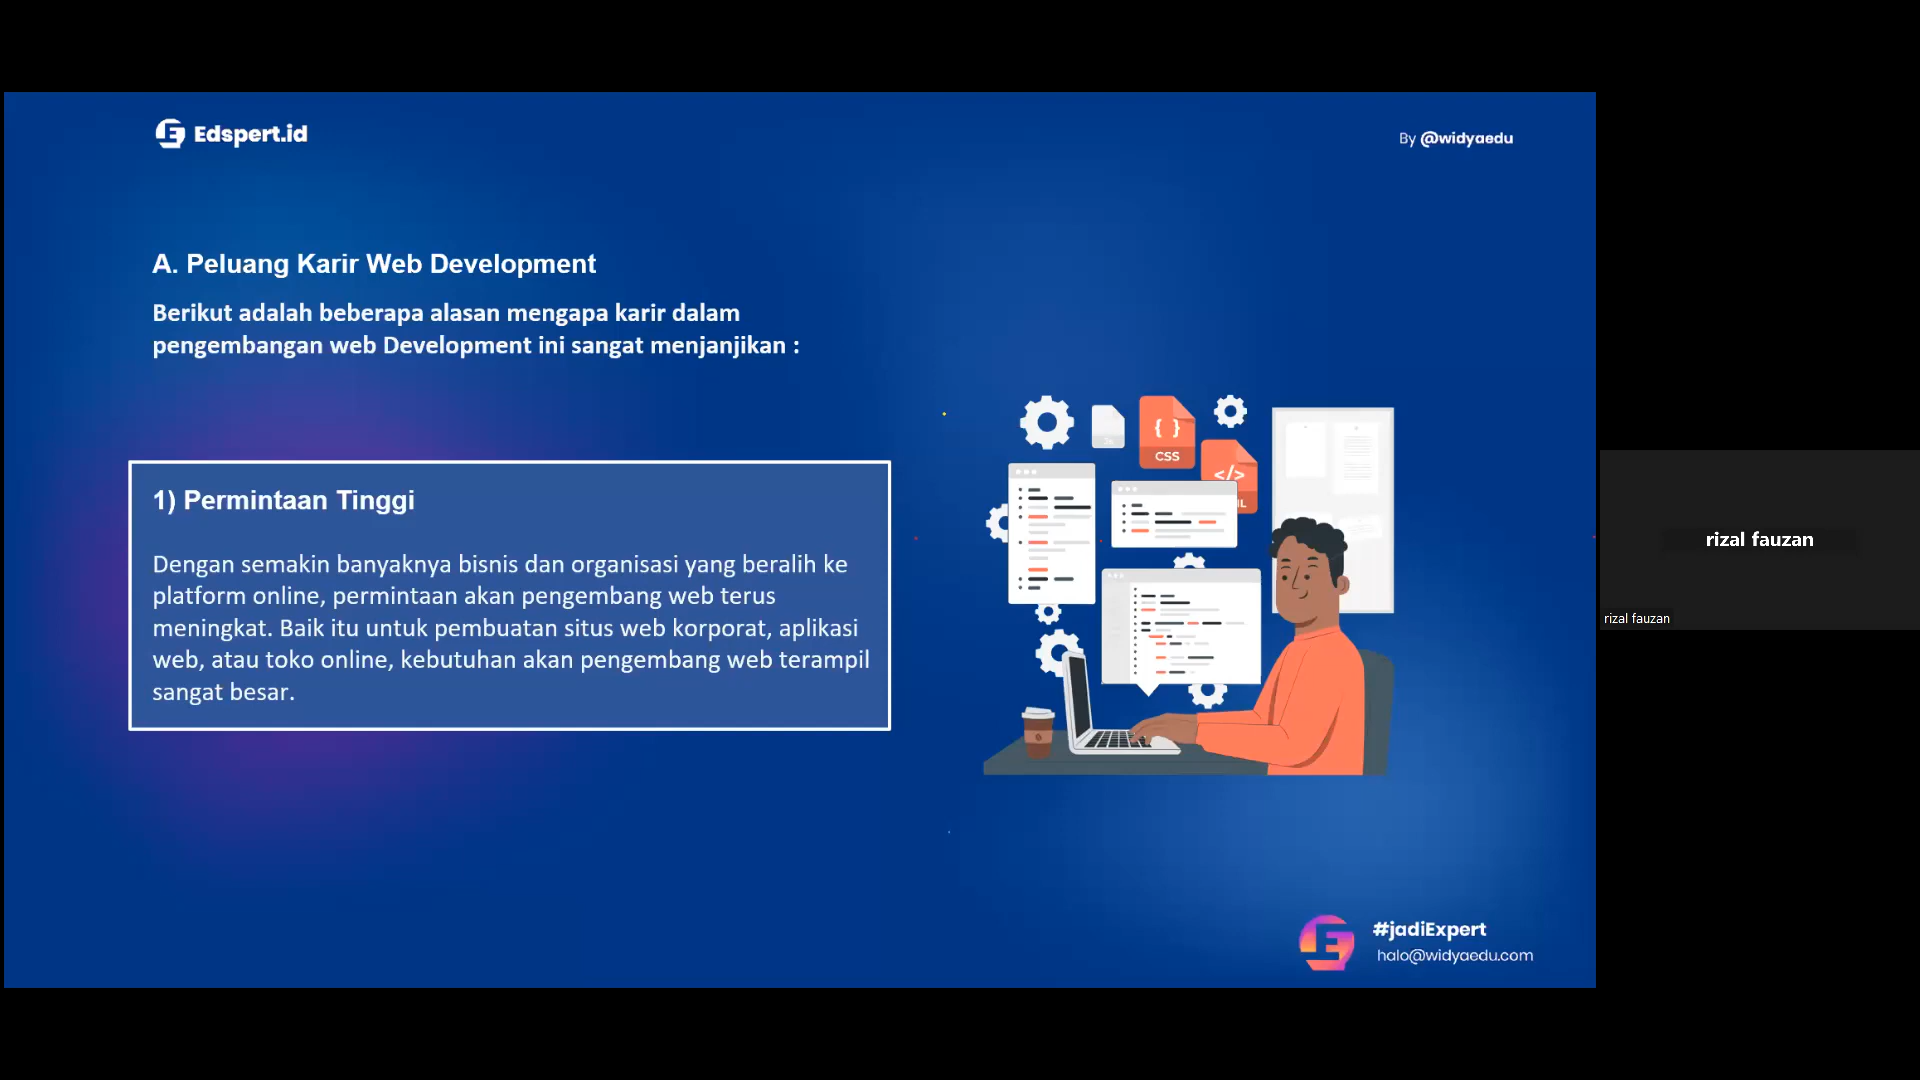 Edspert.id
By @widyaedu
A. Peluang Karir Web Development
Berikut adalah beberapa alasan mengapa karir dalam
pengembangan web Development ini sangat menjanjikan :
1) Permintaan Tinggi
Dengan semakin banyaknya bisnis dan organisasi yang beralih ke
platform online, permintaan akan pengembang web terus
meningkat. Baik itu untuk pembuatan situs web korporat, aplikasi
web, atau toko online, kebutuhan akan pengembang web terampil
sangat besar.
{ }
CSS
</>
#jadiExpert
halo@widyaedu.com
rizal fauzan
rizal fauzan